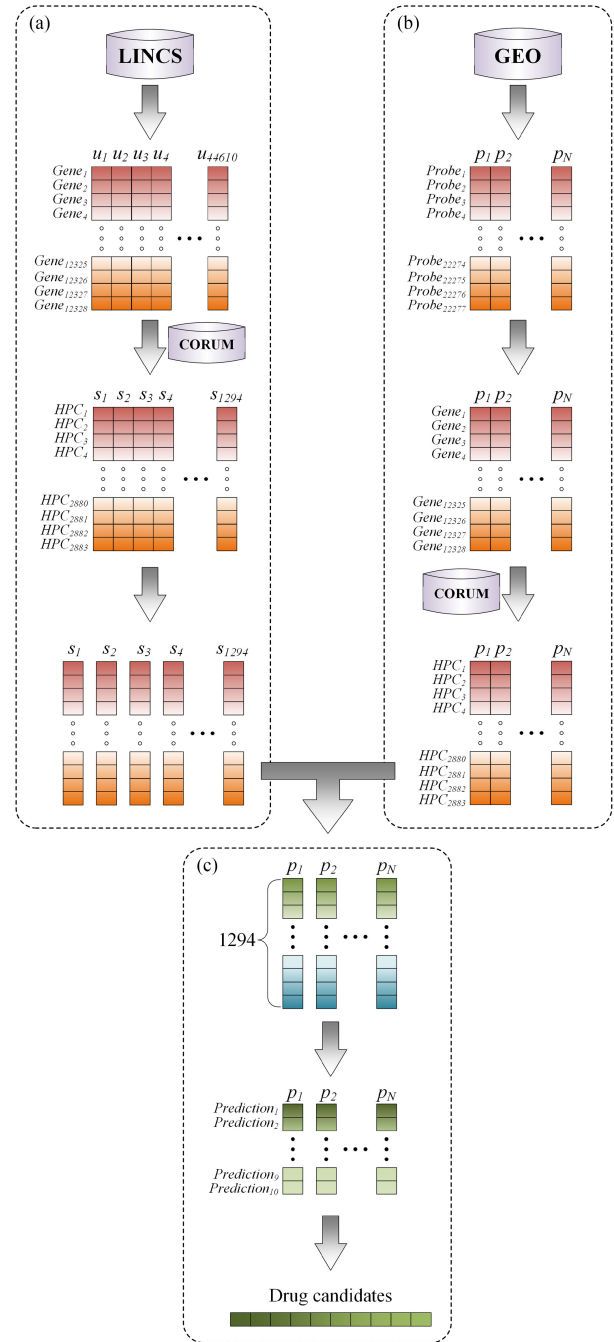 (a)
LINCS
u1 u2 u3 u4 u44610
Gene1
Gene2
Gene3
Gene4
Gene12325
Gene12326
Gene12327
Gene12328
CORUM
s1 s2 s3 s4 s1294
HPC1
HPC2
HPC3
HPC4
HPC2880
HPC2881
HPC2882
HPC2883
s1 s2 s3 s4 s1294
(b)
GEO
p1 p2 pN
Probe1
Probe2
Probe3
Probe4
Probe22274
Probe22275
Probe22276
Probe22277
p1 p2 pN
Gene1
Gene2
Gene3
Gene4
Gene12325
Gene12326
Gene12327
Gene12328
CORUM
p1 p2 pN
HPC1
HPC2
HPC3
HPC4
HPC2880
HPC2881
HPC2882
HPC2883
(c)
p1 p2 pN
1294
p1 p2 pN
Prediction1
Prediction2
Prediction9
Prediction10
Drug candidates